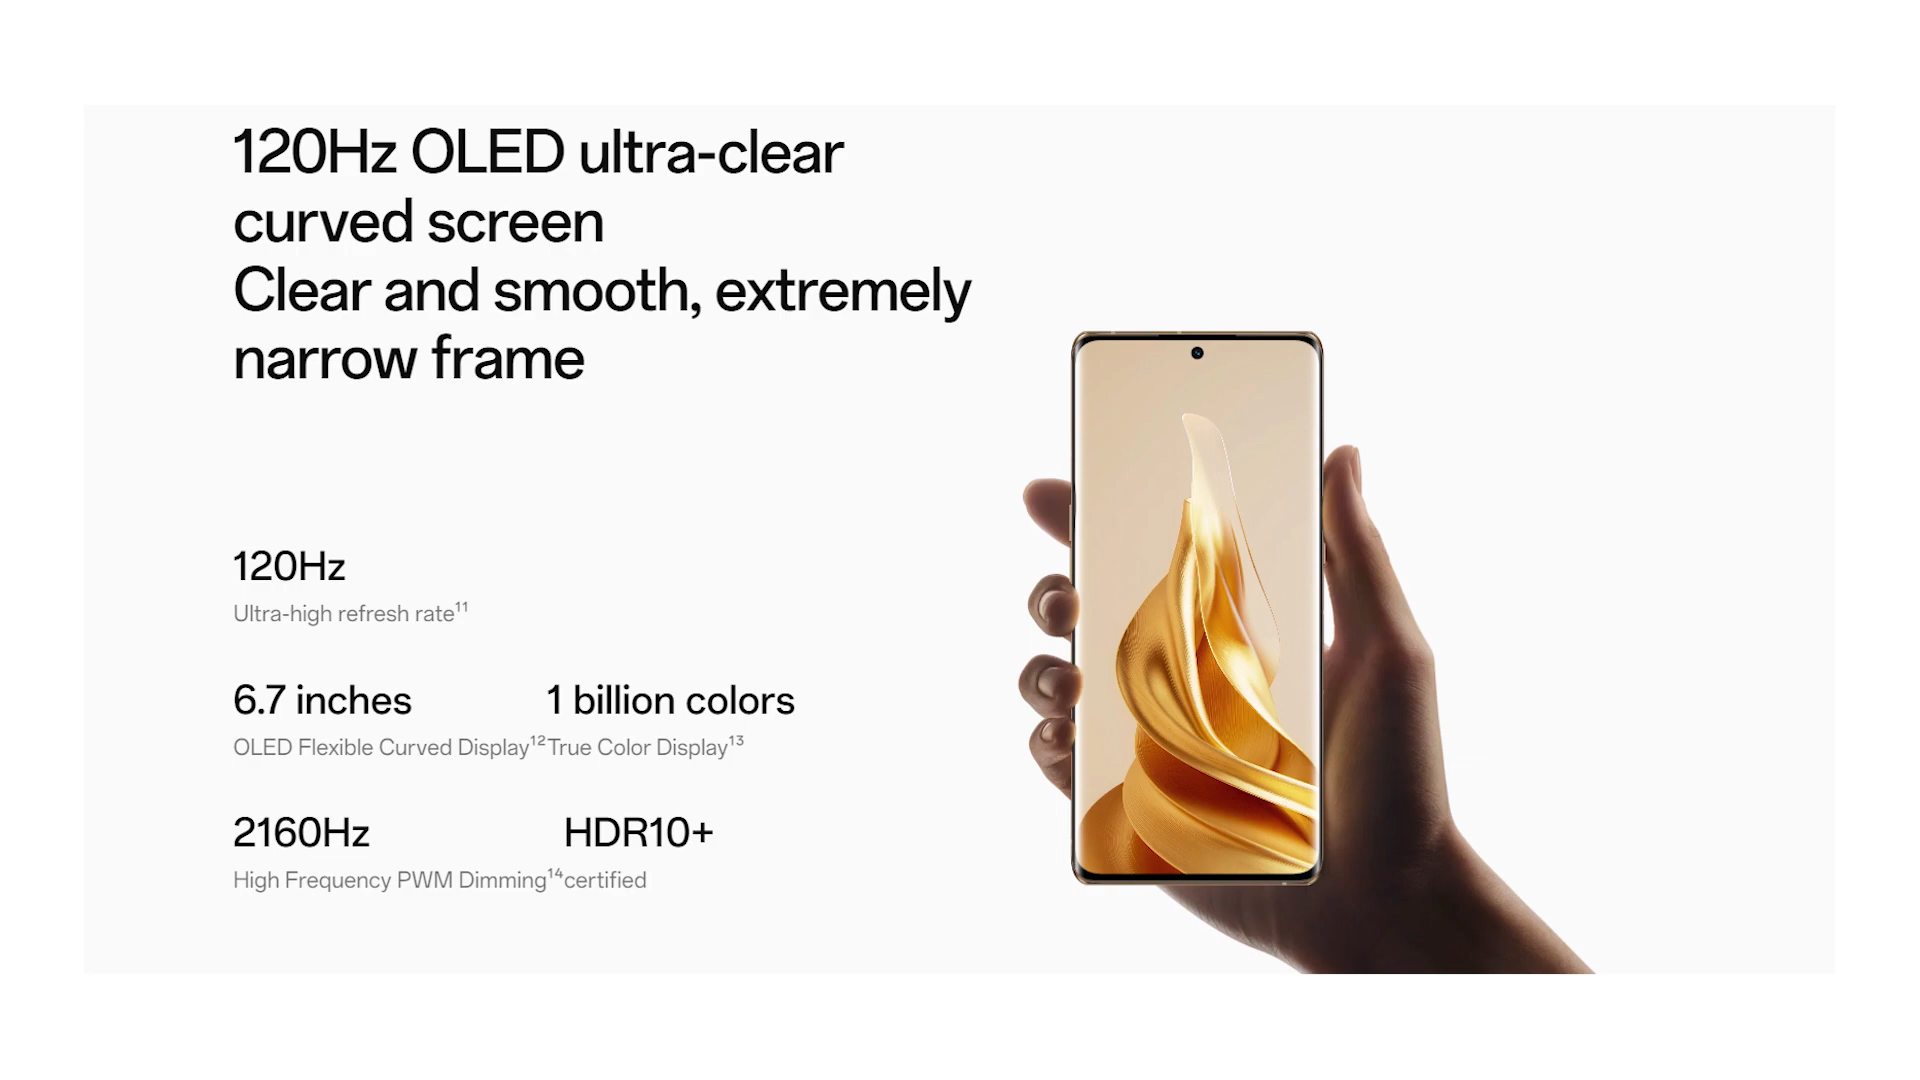 120Hz OLED ultra-clear
curved screen
Clear and smooth, extremely
narrow frame
120Hz
Ultra-high refresh rate¹¹
6.7 inches
OLED Flexible Curved Display¹²
1 billion colors
True Color Display¹³
2160Hz
High Frequency PWM Dimming¹⁴
HDR10+
certified